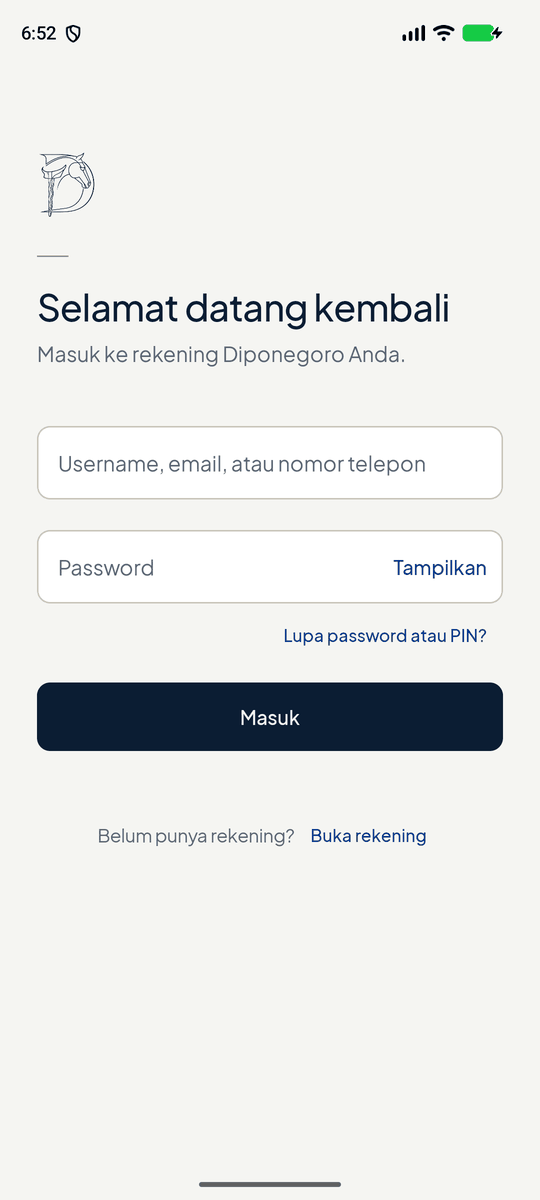 6:52
Selamat datang kembali
Masuk ke rekening Diponegoro Anda.
Username, email, atau nomor telepon
Password Tampilkan
Lupa password atau PIN?
Masuk
Belum punya rekening? Buka rekening